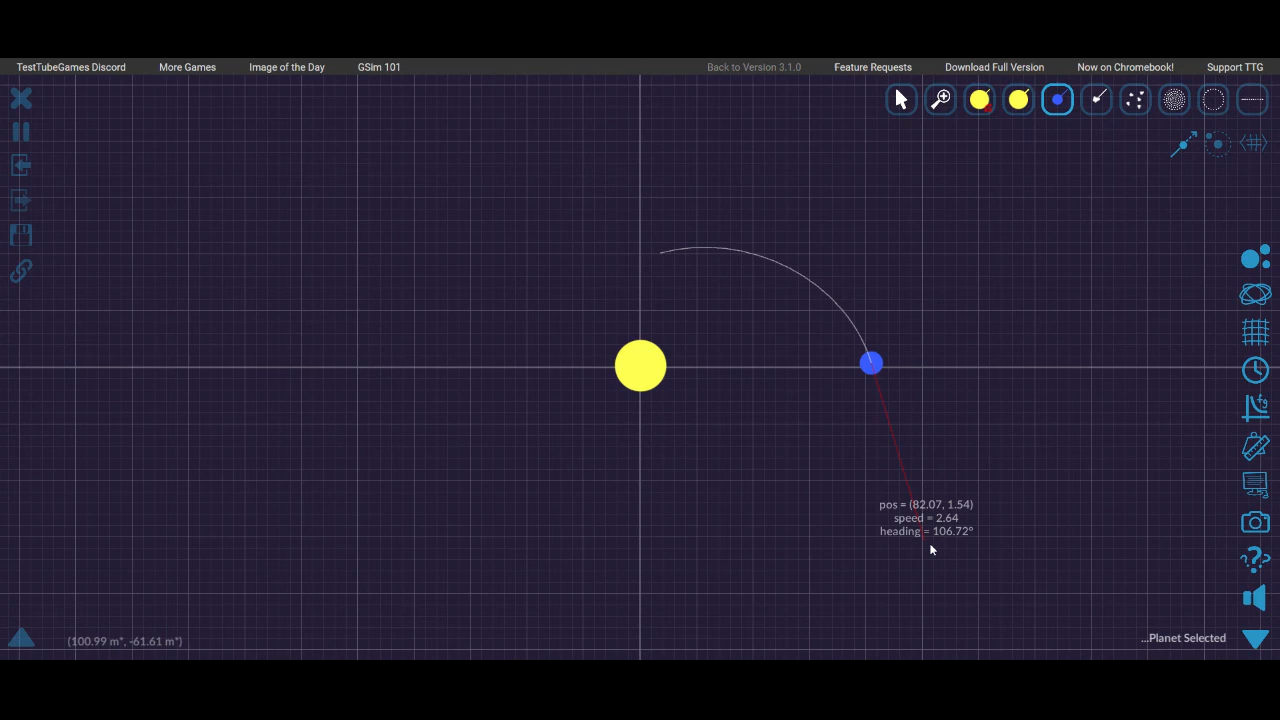 TestTubeGames Discord More Games Image of the Day GSim 101 Back to Version 3.1.0 Feature Requests Download Full Version Now on Chromebook! Support TTG
pos = (82.07, 1.54)
speed = 2.64
heading = 106.72°
(100.99 m*, -61.61 m*)
...Planet Selected